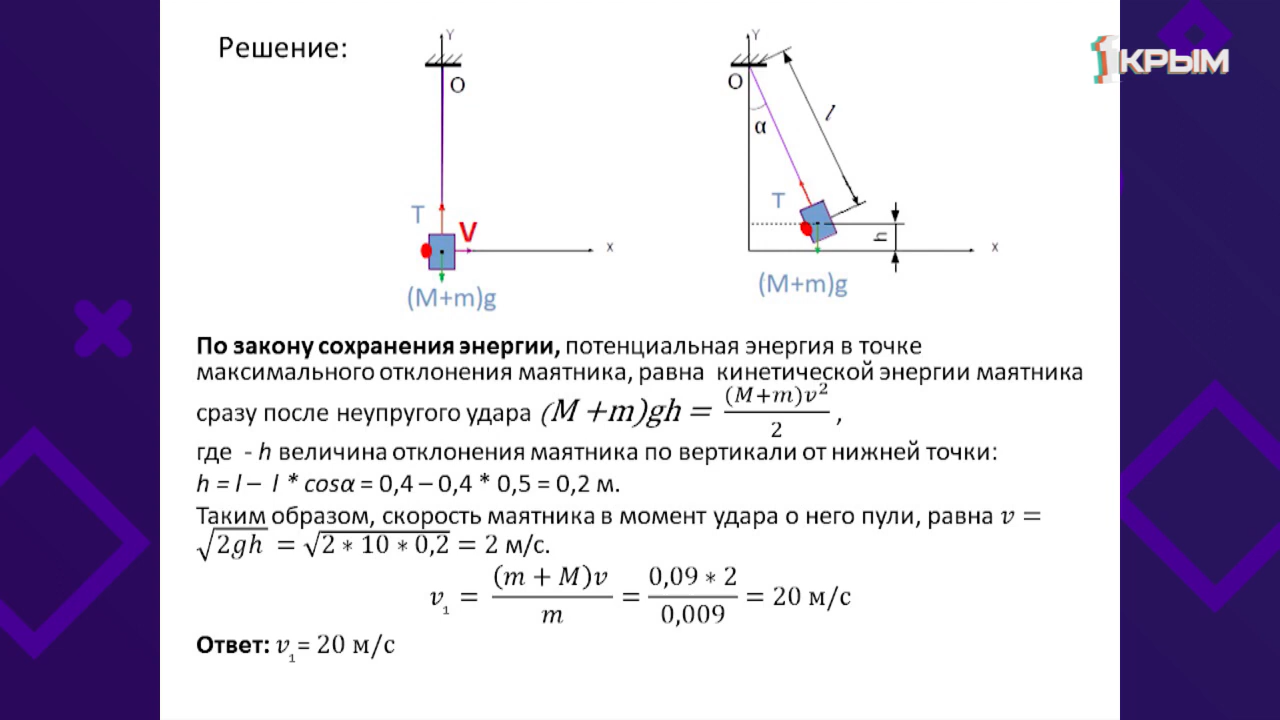 Решение:
1КРЫМ
Y
O
T
V
x
(M+m)g
Y
O
α
l
T
h
x
(M+m)g
По закону сохранения энергии, потенциальная энергия в точке
максимального отклонения маятника, равна кинетической энергии маятника
сразу после неупругого удара (M +m)gh = (M+m)v²/2 ,
где - h величина отклонения маятника по вертикали от нижней точки:
h = l – l * cosα = 0,4 – 0,4 * 0,5 = 0,2 м.
Таким образом, скорость маятника в момент удара о него пули, равна v =
√2gh = √2 * 10 * 0,2 = 2 м/с.
v₁ = (m + M)v/m = 0,09 * 2/0,009 = 20 м/с
Ответ: v₁= 20 м/с